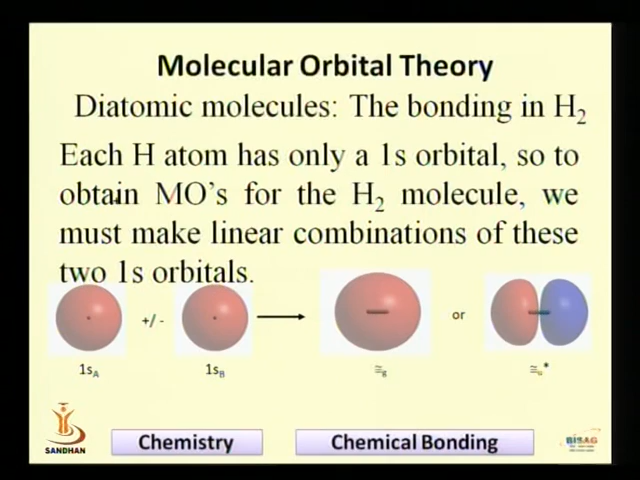 Molecular Orbital Theory
Diatomic molecules: The bonding in H₂
Each H atom has only a 1s orbital, so to
obtain MO's for the H₂ molecule, we
must make linear combinations of these
two 1s orbitals.
+/- or
1sA 1sB ≅g ≅u*
SANDHAN Chemistry Chemical Bonding BISAG